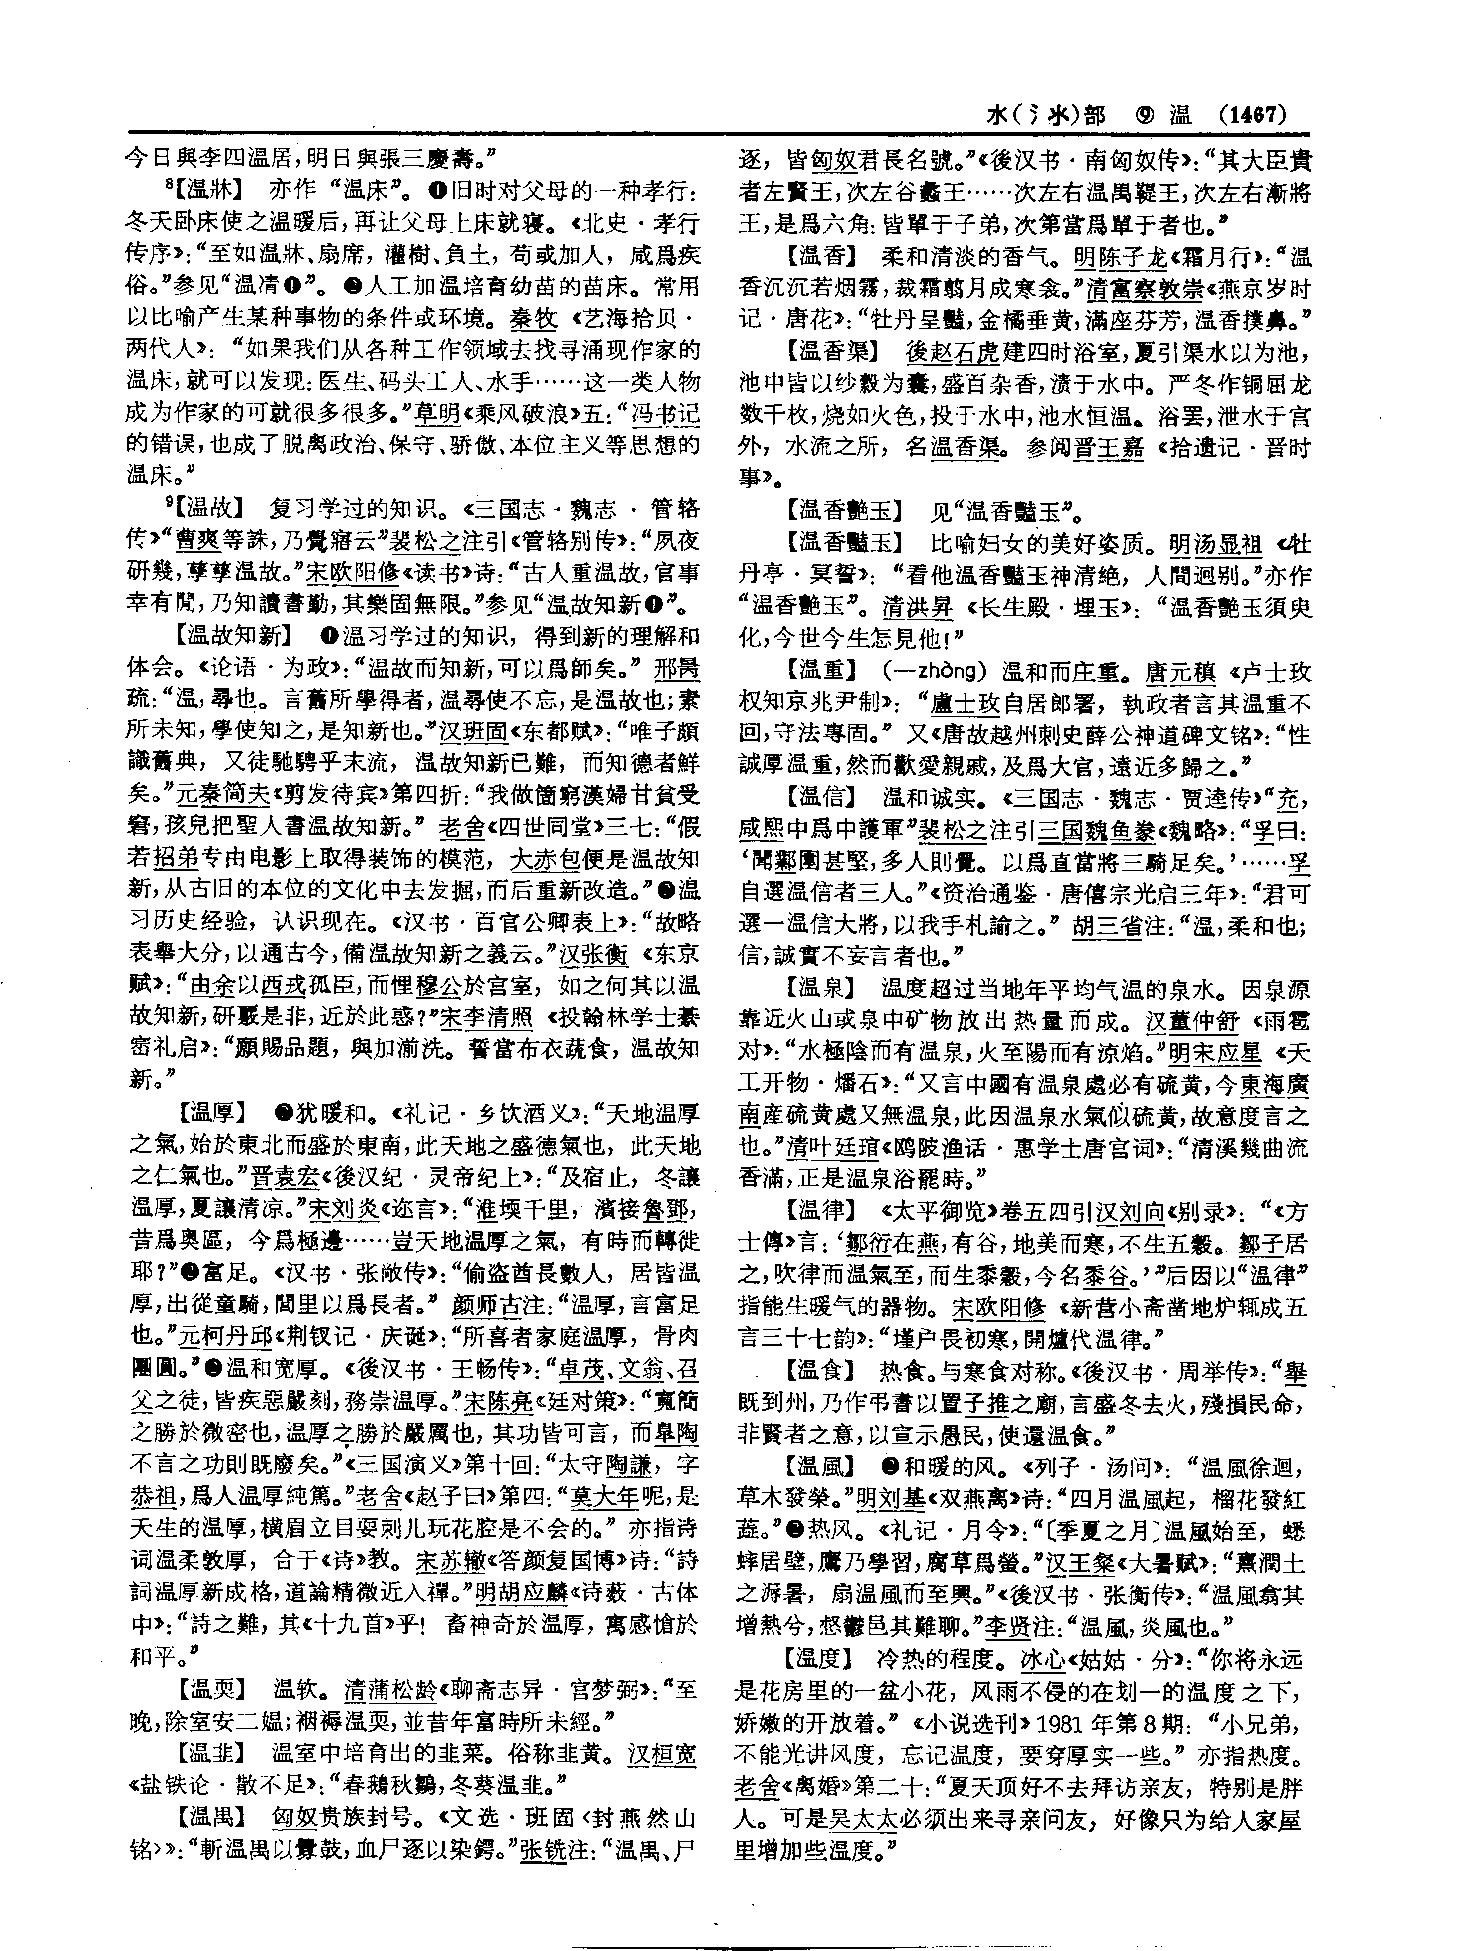 水(氵氺)部　⑨　温　(1467)
今日與李四温居，明日與張三慶壽。”
⁸【温牀】　亦作“温床”。❶旧时对父母的一种孝行：
冬天卧床使之温暖后，再让父母上床就寝。《北史·孝行
传序》：“至如温牀、扇席，灌樹、負土，苟或加人，咸爲疾
俗。”参见“温凊❶”。❷人工加温培育幼苗的苗床。常用
以比喻产生某种事物的条件或环境。秦牧《艺海拾贝·
两代人》：“如果我们从各种工作领域去找寻涌现作家的
温床，就可以发现：医生、码头工人、水手……这一类人物
成为作家的可就很多很多。”草明《乘风破浪》五：“冯书记
的错误，也成了脱离政治、保守、骄傲、本位主义等思想的
温床。”
⁹【温故】　复习学过的知识。《三国志·魏志·管辂
传》“曹爽等誅，乃覺寤云”裴松之注引《管辂别传》：“夙夜
研幾，孳孳温故。”宋欧阳修《读书》诗：“古人重温故，官事
幸有閒，乃知讀書勤，其樂固無限。”参见“温故知新❶”。
【温故知新】　❶温习学过的知识，得到新的理解和
体会。《论语·为政》：“温故而知新，可以爲師矣。”邢昺
疏：“温，尋也。言舊所學得者，温尋使不忘，是温故也；素
所未知，學使知之，是知新也。”汉班固《东都赋》：“唯子頗
識舊典，又徒馳騁乎末流，温故知新已難，而知德者鮮
矣。”元秦简夫《剪发待宾》第四折：“我做箇窮漢婦甘貧受
窘，孩兒把聖人書温故知新。”老舍《四世同堂》三七：“假
若招弟专由电影上取得装饰的模范，大赤包便是温故知
新，从古旧的本位的文化中去发掘，而后重新改造。”❷温
习历史经验，认识现在。《汉书·百官公卿表上》：“故略
表舉大分，以通古今，備温故知新之義云。”汉张衡《东京
赋》：“由余以西戎孤臣，而悝穆公於宫室，如之何其以温
故知新，研覈是非，近於此惑？”宋李清照《投翰林学士綦
密礼启》：“願賜品題，與加湔洗。誓當布衣蔬食，温故知
新。”
【温厚】　❶犹暖和。《礼记·乡饮酒义》：“天地温厚
之氣，始於東北而盛於東南，此天地之盛德氣也，此天地
之仁氣也。”晋袁宏《後汉纪·灵帝纪上》：“及宿止，冬讓
温厚，夏讓清凉。”宋刘炎《迩言》：“淮堧千里，濱接魯鄄，
昔爲奥區，今爲極邊……豈天地温厚之氣，有時而轉徙
耶？”❷富足。《汉书·张敞传》：“偷盗酋長數人，居皆温
厚，出從童騎，閭里以爲長者。”颜师古注：“温厚，言富足
也。”元柯丹邱《荆钗记·庆诞》：“所喜者家庭温厚，骨肉
團圓。”❸温和宽厚。《後汉书·王畅传》：“卓茂、文翁、召
父之徒，皆疾惡嚴刻，務崇温厚。”宋陈亮《廷对策》：“寬簡
之勝於微密也，温厚之勝於嚴厲也，其功皆可言，而皋陶
不言之功則既廢矣。”《三国演义》第十回：“太守陶謙，字
恭祖，爲人温厚純篤。”老舍《赵子曰》第四：“莫大年呢，是
天生的温厚，横眉立目耍刺儿玩花腔是不会的。”亦指诗
词温柔敦厚，合于《诗》教。宋苏辙《答颜复国博》诗：“詩
詞温厚新成格，道論精微近入禪。”明胡应麟《诗薮·古体
中》：“詩之難，其《十九首》乎！畜神奇於温厚，寓感愴於
和平。”
【温耎】　温软。清蒲松龄《聊斋志异·宫梦弼》：“至
晚，除室安二媪；裀褥温耎，並昔年富時所未經。”
【温韭】　温室中培育出的韭菜。俗称韭黄。汉桓宽
《盐铁论·散不足》：“春鵝秋鶵，冬葵温韭。”
【温禺】　匈奴贵族封号。《文选·班固〈封燕然山
铭〉》：“斬温禺以釁鼓，血尸逐以染鍔。”张铣注：“温禺、尸
逐，皆匈奴君長名號。”《後汉书·南匈奴传》：“其大臣貴
者左賢王，次左谷蠡王……次左右温禺鞮王，次左右漸將
王，是爲六角：皆單于子弟，次第當爲單于者也。”
【温香】　柔和清淡的香气。明陈子龙《霜月行》：“温
香沉沉若烟霧，裁霜翦月成寒衾。”清富察敦崇《燕京岁时
记·唐花》：“牡丹呈豔，金橘垂黄，滿座芬芳，温香撲鼻。”
【温香渠】　後赵石虎建四时浴室，夏引渠水以为池，
池中皆以纱縠为囊，盛百杂香，渍于水中。严冬作铜屈龙
数千枚，烧如火色，投于水中，池水恒温。浴罢，泄水于宫
外，水流之所，名温香渠。参阅晋王嘉《拾遗记·晋时
事》。
【温香艷玉】　见“温香豔玉”。
【温香豔玉】　比喻妇女的美好姿质。明汤显祖《牡
丹亭·冥誓》：“看他温香豔玉神清絶，人間迥别。”亦作
“温香艷玉”。清洪昇《长生殿·埋玉》：“温香艷玉須臾
化，今世今生怎見他！”
【温重】　（—zhòng）温和而庄重。唐元稹《卢士玫
权知京兆尹制》：“盧士玫自居郎署，執政者言其温重不
回，守法專固。”又《唐故越州刺史薛公神道碑文铭》：“性
誠厚温重，然而歡愛親戚，及爲大官，遠近多歸之。”
【温信】　温和诚实。《三国志·魏志·贾逵传》“充，
咸熙中爲中護軍”裴松之注引三国魏鱼豢《魏略》：“孚曰：
‘聞鄴圍甚堅，多人則覺。以爲直當將三騎足矣。’……孚
自選温信者三人。”《资治通鉴·唐僖宗光启三年》：“君可
選一温信大將，以我手札諭之。”胡三省注：“温，柔和也；
信，誠實不妄言者也。”
【温泉】　温度超过当地年平均气温的泉水。因泉源
靠近火山或泉中矿物放出热量而成。汉董仲舒《雨雹
对》：“水極陰而有温泉，火至陽而有涼焰。”明宋应星《天
工开物·燔石》：“又言中國有温泉處必有硫黄，今東海廣
南産硫黄處又無温泉，此因温泉水氣似硫黄，故意度言之
也。”清叶廷琯《鸥陂渔话·惠学士唐宫词》：“清溪幾曲流
香滿，正是温泉浴罷時。”
【温律】　《太平御览》卷五四引汉刘向《别录》：“《方
士傳》言：‘鄒衍在燕，有谷，地美而寒，不生五穀。鄒子居
之，吹律而温氣至，而生黍穀，今名黍谷。’”后因以“温律”
指能生暖气的器物。宋欧阳修《新营小斋凿地炉辄成五
言三十七韵》：“墐户畏初寒，開爐代温律。”
【温食】　热食。与寒食对称。《後汉书·周举传》：“舉
既到州，乃作弔書以置子推之廟，言盛冬去火，殘損民命，
非賢者之意，以宣示愚民，使還温食。”
【温風】　❶和暖的风。《列子·汤问》：“温風徐迴，
草木發榮。”明刘基《双燕离》诗：“四月温風起，榴花發紅
蕋。”❷热风。《礼记·月令》：“〔季夏之月〕温風始至，蟋
蟀居壁，鷹乃學習，腐草爲螢。”汉王粲《大暑赋》：“熹潤土
之溽暑，扇温風而至興。”《後汉书·张衡传》：“温風翕其
增熱兮，惄鬱邑其難聊。”李贤注：“温風，炎風也。”
【温度】　冷热的程度。冰心《姑姑·分》：“你将永远
是花房里的一盆小花，风雨不侵的在划一的温度之下，
娇嫩的开放着。”《小说选刊》1981年第8期：“小兄弟，
不能光讲风度，忘记温度，要穿厚实一些。”亦指热度。
老舍《离婚》第二十：“夏天顶好不去拜访亲友，特别是胖
人。可是吴太太必须出来寻亲问友，好像只为给人家屋
里增加些温度。”